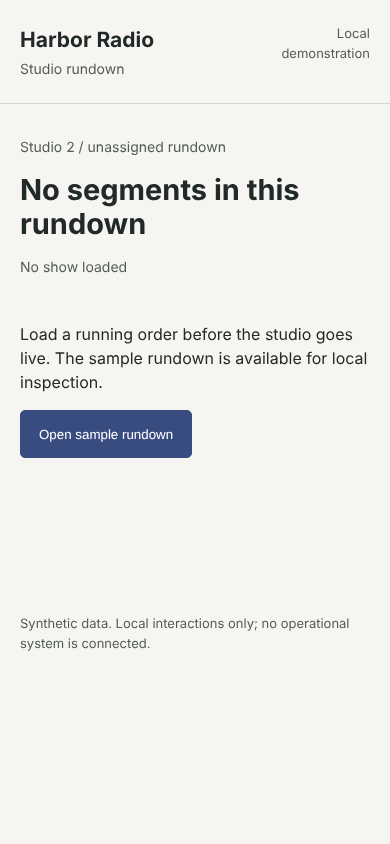 Harbor Radio
Studio rundown
Local
demonstration
Studio 2 / unassigned rundown
No segments in this
rundown
No show loaded
Load a running order before the studio goes
live. The sample rundown is available for local
inspection.
Open sample rundown
Synthetic data. Local interactions only; no operational
system is connected.